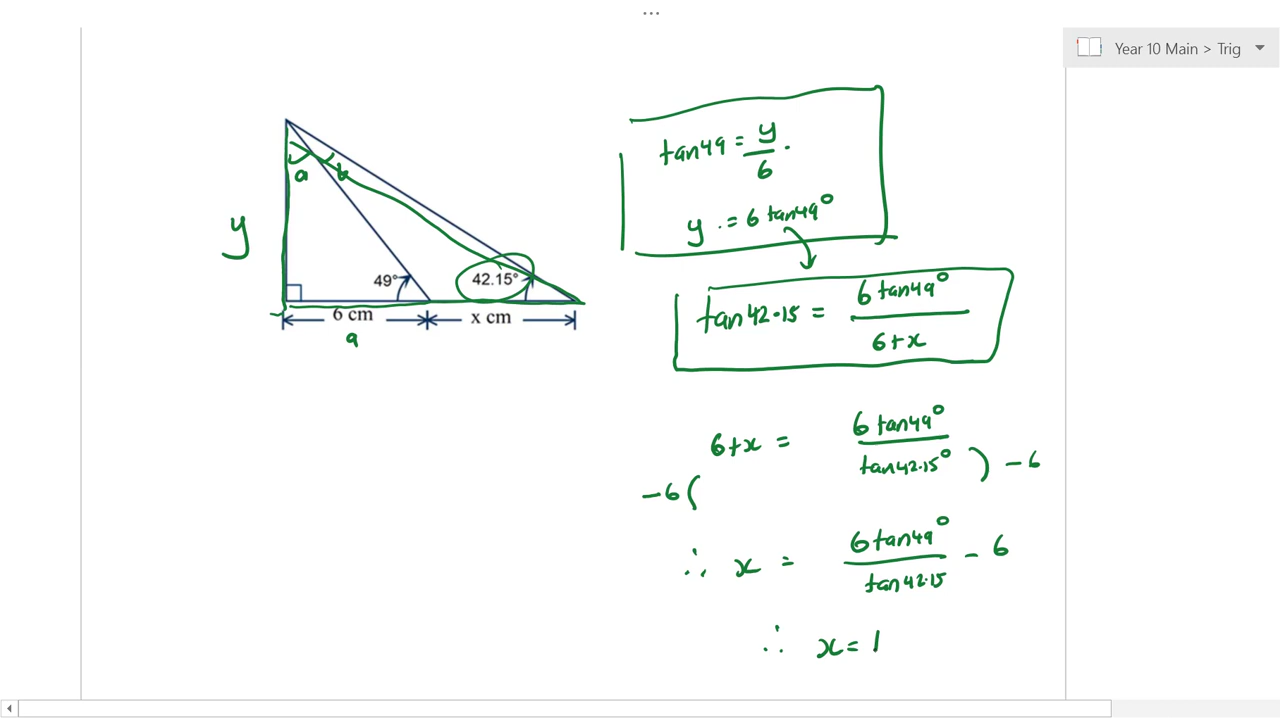 ...
Year 10 Main > Trig
tan49 = y/6.
y = 6 tan49°
tan42.15 = 6 tan49°/6+x
6+x = 6 tan49°/tan42.15°
-6 ( ) -6
∴ x = 6 tan49°/tan42.15 - 6
∴ x = 1
a b
y
49° 42.15°
6 cm x cm
a